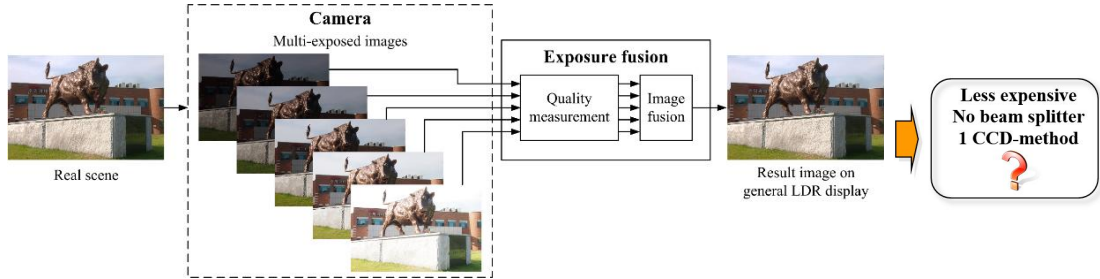 Camera
Multi-exposed images
Real scene
Exposure fusion
Quality
measurement
Image
fusion
Result image on
general LDR display
Less expensive
No beam splitter
1 CCD-method
?